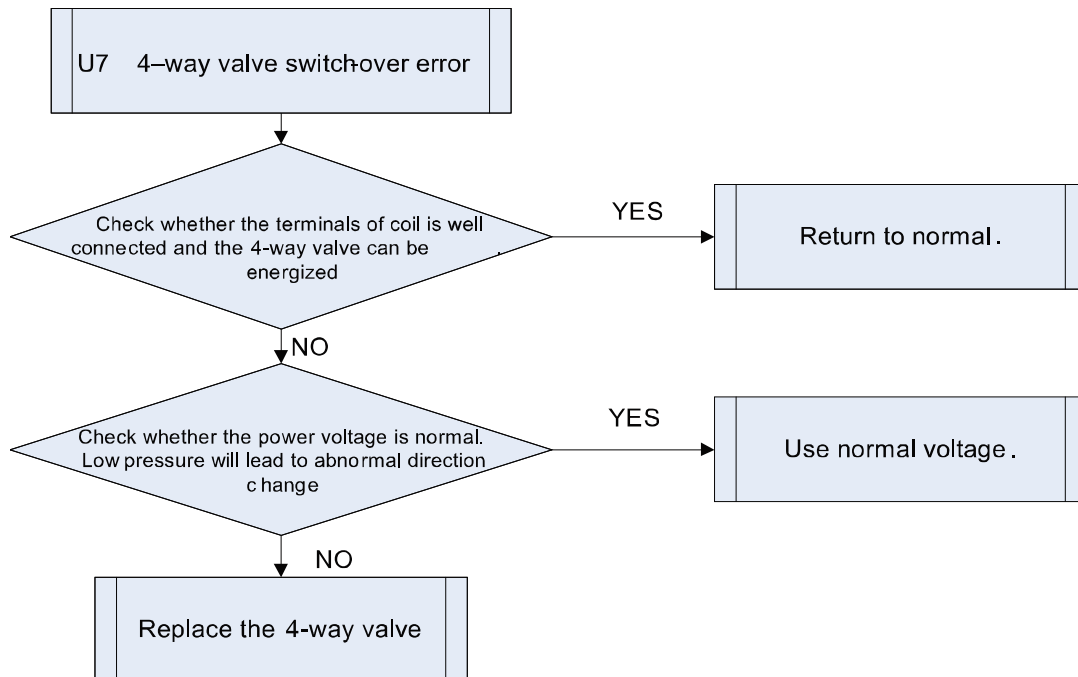 U7 4–way valve switch-over error
Check whether the terminals of coil is well
connected and the 4-way valve can be
energized
YES
Return to normal.
NO
Check whether the power voltage is normal.
Low pressure will lead to abnormal direction
change
YES
Use normal voltage.
NO
Replace the 4-way valve